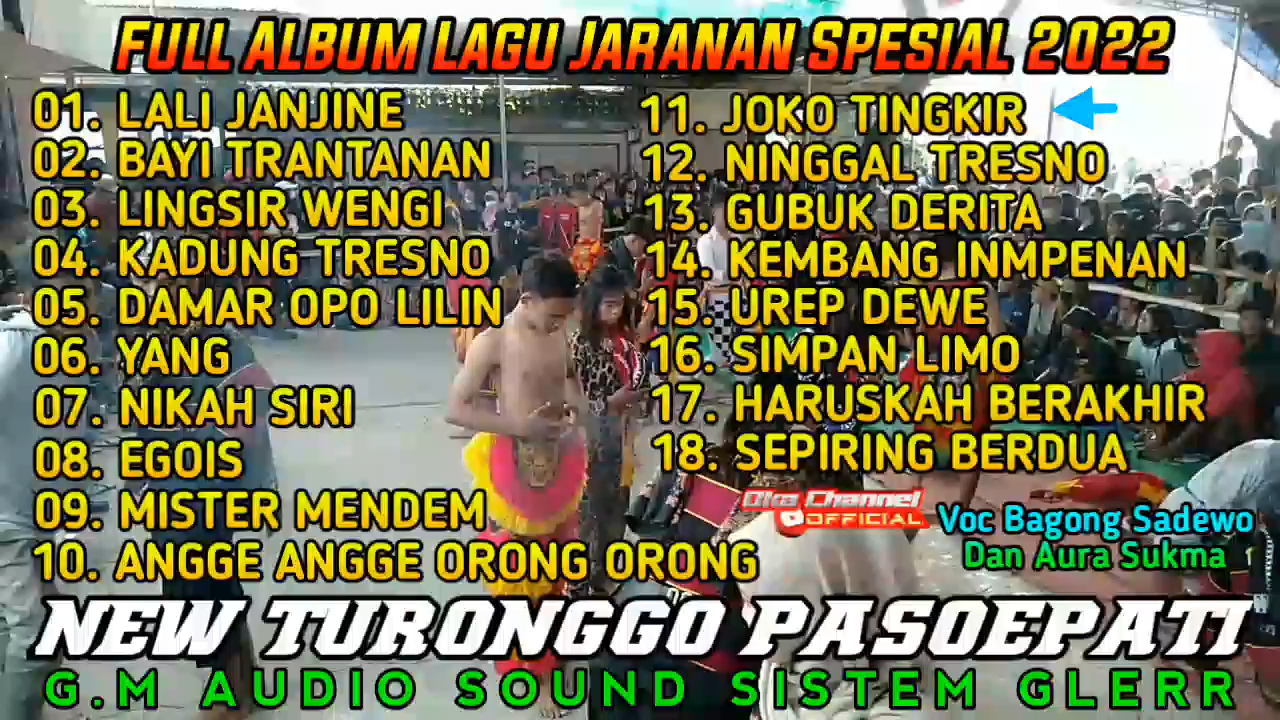 FULL ALBUM LAGU JARANAN SPESIAL 2022
01. LALI JANJINE
02. BAYI TRANTANAN
03. LINGSIR WENGI
04. KADUNG TRESNO
05. DAMAR OPO LILIN
06. YANG
07. NIKAH SIRI
08. EGOIS
09. MISTER MENDEM
10. ANGGE ANGGE ORONG ORONG
11. JOKO TINGKIR
12. NINGGAL TRESNO
13. GUBUK DERITA
14. KEMBANG INMPENAN
15. UREP DEWE
16. SIMPAN LIMO
17. HARUSKAH BERAKHIR
18. SEPIRING BERDUA
Oka Channel
OFFICIAL
Voc Bagong Sadewo
Dan Aura Sukma
NEW TURONGGO PASOEPATI
G.M AUDIO SOUND SISTEM GLERR